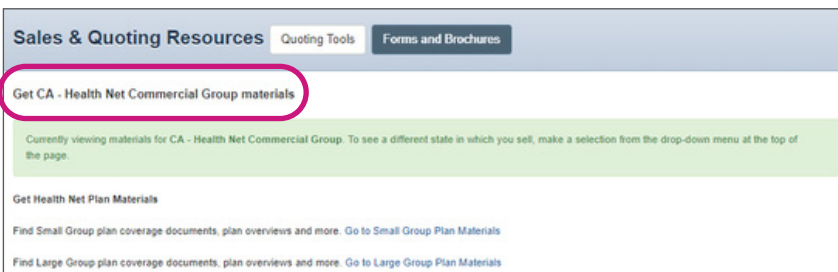 Sales & Quoting Resources Quoting Tools Forms and Brochures
Get CA - Health Net Commercial Group materials
Currently viewing materials for CA - Health Net Commercial Group. To see a different state in which you sell, make a selection from the drop-down menu at the top of
the page.
Get Health Net Plan Materials
Find Small Group plan coverage documents, plan overviews and more. Go to Small Group Plan Materials
Find Large Group plan coverage documents, plan overviews and more. Go to Large Group Plan Materials